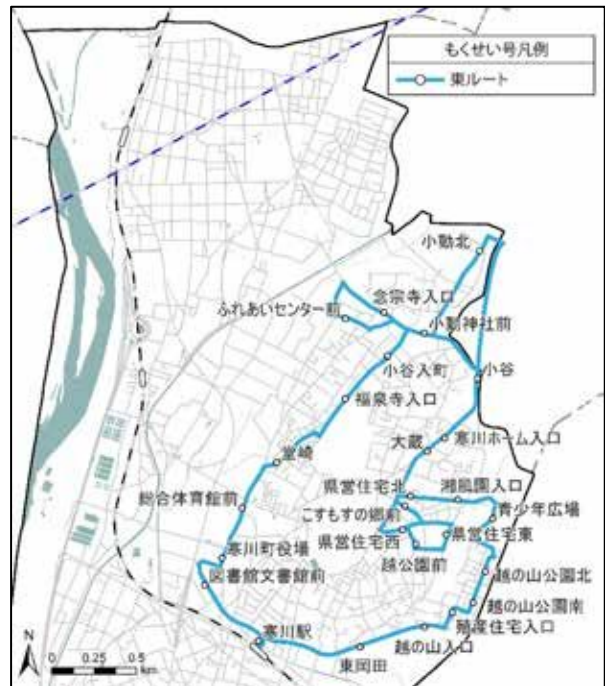 もくせい号凡例
東ルート
小動北
念宗寺入口
ふれあいセンター前
小動神社前
小谷
小谷入町
福泉寺入口
大蔵
寒川ホーム入口
堂崎
県営住宅北
湘風園入口
総合体育館前
こすもすの郷前
青少年広場
県営住宅西
県営住宅東
寒川町役場
越公園前
図書館文書館前
越の山公園北
越の山公園南
殖産住宅入口
寒川駅
越の山入口
東岡田
N
0 0.25 0.5
km